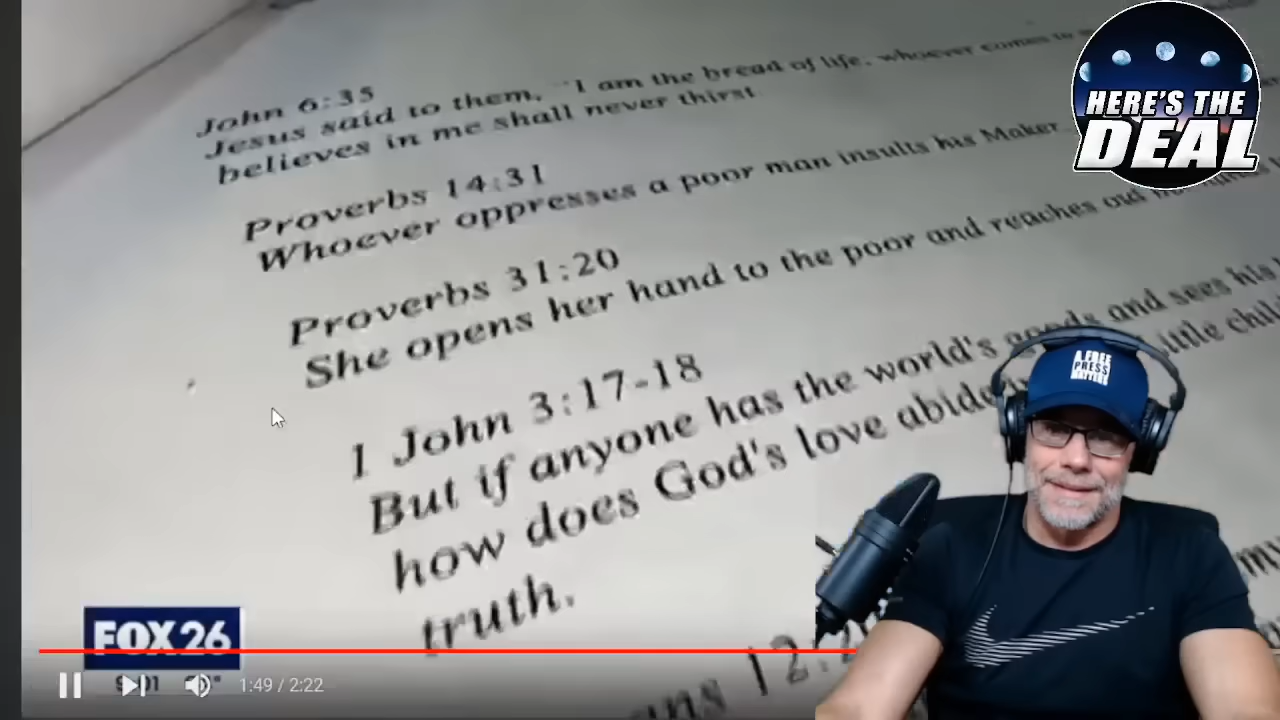 John 6:35
Jesus said to them, "I am the bread of life, whoever comes to
believes in me shall never thirst
Proverbs 14:31
Whoever oppresses a poor man insults his Maker
Proverbs 31:20
She opens her hand to the poor and reaches out
1 John 3:17-18
But if anyone has the world's goods and sees his
how does God's love abide little
truth.
12:2
HERE'S THE
DEAL
A FREE
PRESS
FOX 26
1:49 / 2:22